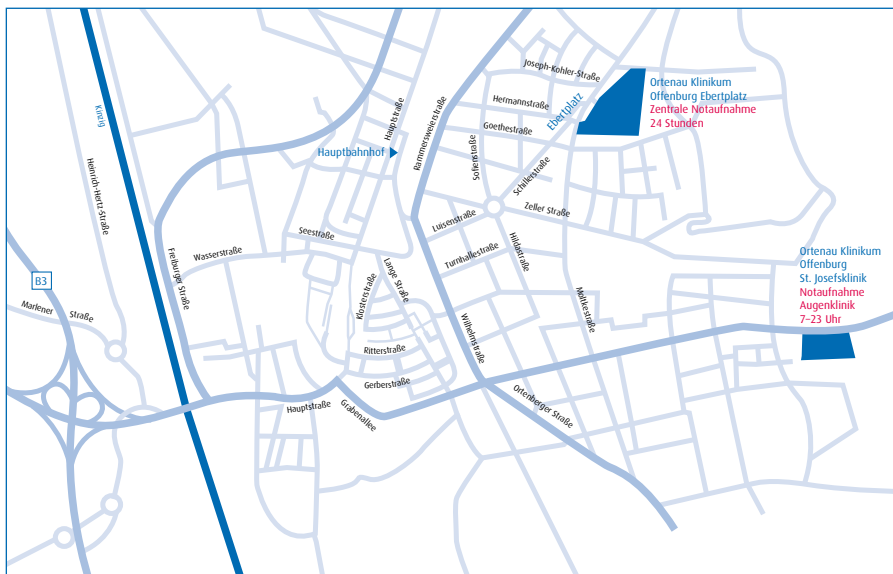 Joseph-Kohler-Straße
Ortenau Klinikum
Offenburg Ebertplatz
Zentrale Notaufnahme
24 Stunden
Hermannstraße
Ebertplatz
Goethestraße
Hauptstraße
Rammersweierstraße
Kinzig
Hauptbahnhof
Sofienstraße
Schillerstraße
Heinrich-Hertz-Straße
Luisenstraße
Zeller Straße
Seestraße
Wasserstraße
Freiburger Straße
Turnhallestraße
Hildastraße
Ortenau Klinikum
Offenburg
St. Josefsklinik
Notaufnahme
Augenklinik
7–23 Uhr
B3
Marlener Straße
Klosterstraße
Lange Straße
Moltkestraße
Wilhelmstraße
Ritterstraße
Gerberstraße
Hauptstraße
Grabenallee
Ortenberger Straße